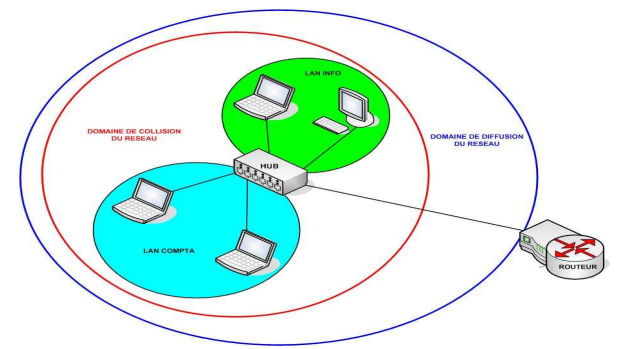 LAN INFO
DOMAINE DE COLLISION
DU RESEAU
DOMAINE DE DIFFUSION
DU RESEAU
HUB
LAN COMPTA
ROUTEUR